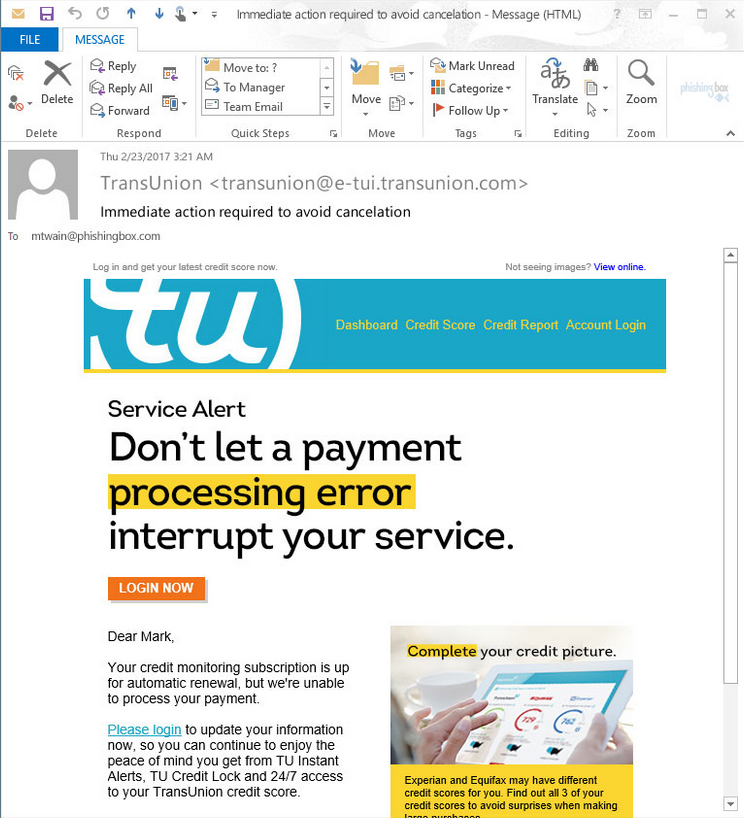 Immediate action required to avoid cancelation - Message (HTML)
FILE MESSAGE
Delete
Reply
Reply All
Forward
Move to: ?
To Manager
Team Email
Move
Mark Unread
Categorize
Follow Up
Translate
Zoom
phishingbox
Delete Respond Quick Steps Move Tags Editing Zoom
Thu 2/23/2017 3:21 AM
TransUnion <transunion@e-tui.transunion.com>
Immediate action required to avoid cancelation
To mtwain@phishingbox.com
Log in and get your latest credit score now. Not seeing images? View online.
tu
Dashboard Credit Score Credit Report Account Login
Service Alert
Don't let a payment
processing error
interrupt your service.
LOGIN NOW
Dear Mark,
Your credit monitoring subscription is up
for automatic renewal, but we're unable
to process your payment.
Please login to update your information
now, so you can continue to enjoy the
peace of mind you get from TU Instant
Alerts, TU Credit Lock and 24/7 access
to your TransUnion credit score.
Complete your credit picture.
729 762
Experian and Equifax may have different
credit scores for you. Find out all 3 of your
credit scores to avoid surprises when making
large purchases